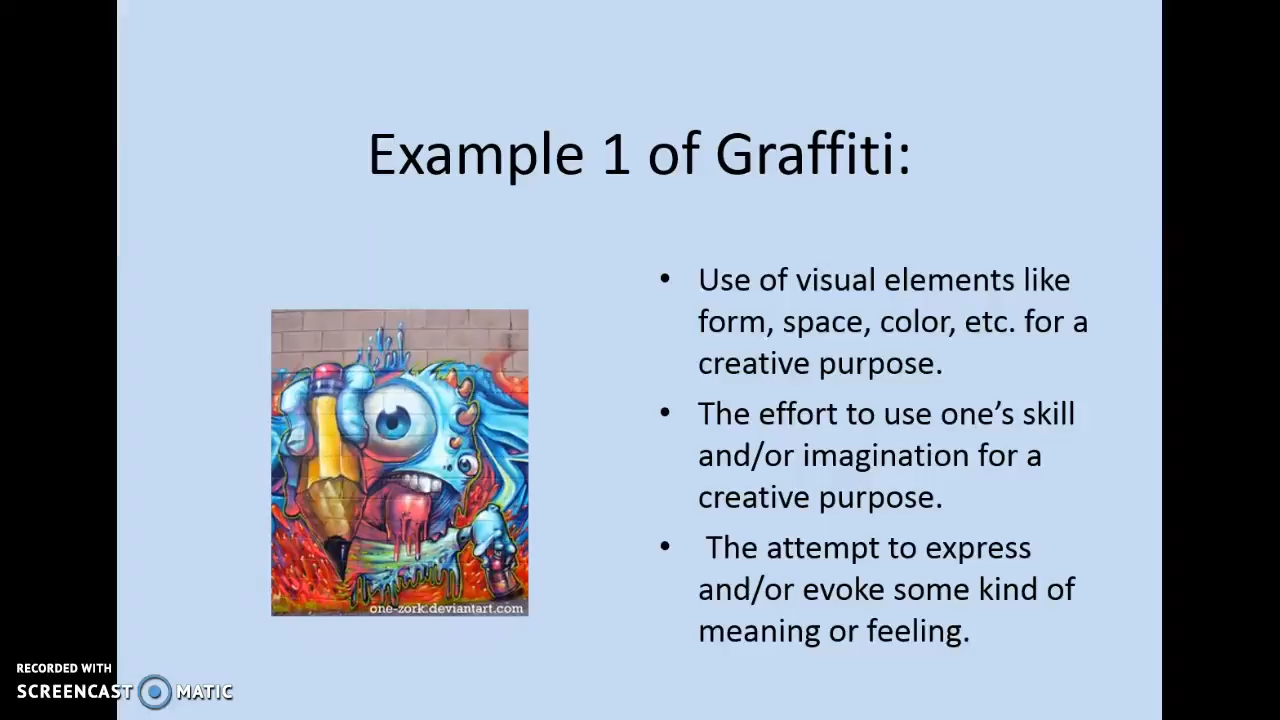 Example 1 of Graffiti:
• Use of visual elements like
form, space, color, etc. for a
creative purpose.
• The effort to use one’s skill
and/or imagination for a
creative purpose.
• The attempt to express
and/or evoke some kind of
meaning or feeling.
one-zork.deviantart.com
RECORDED WITH
SCREENCAST MATIC